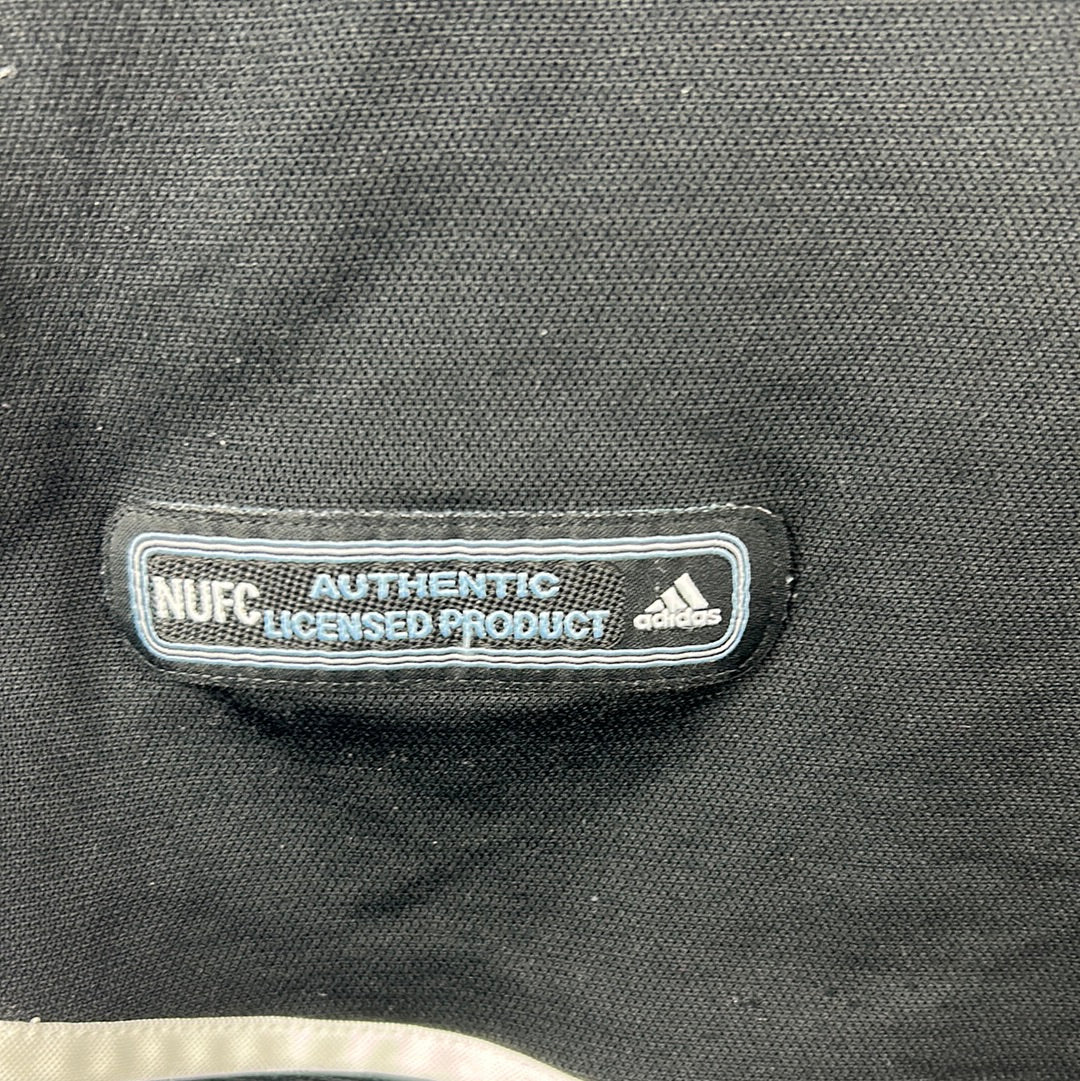 NUFC
AUTHENTIC
LICENSED PRODUCT
adidas